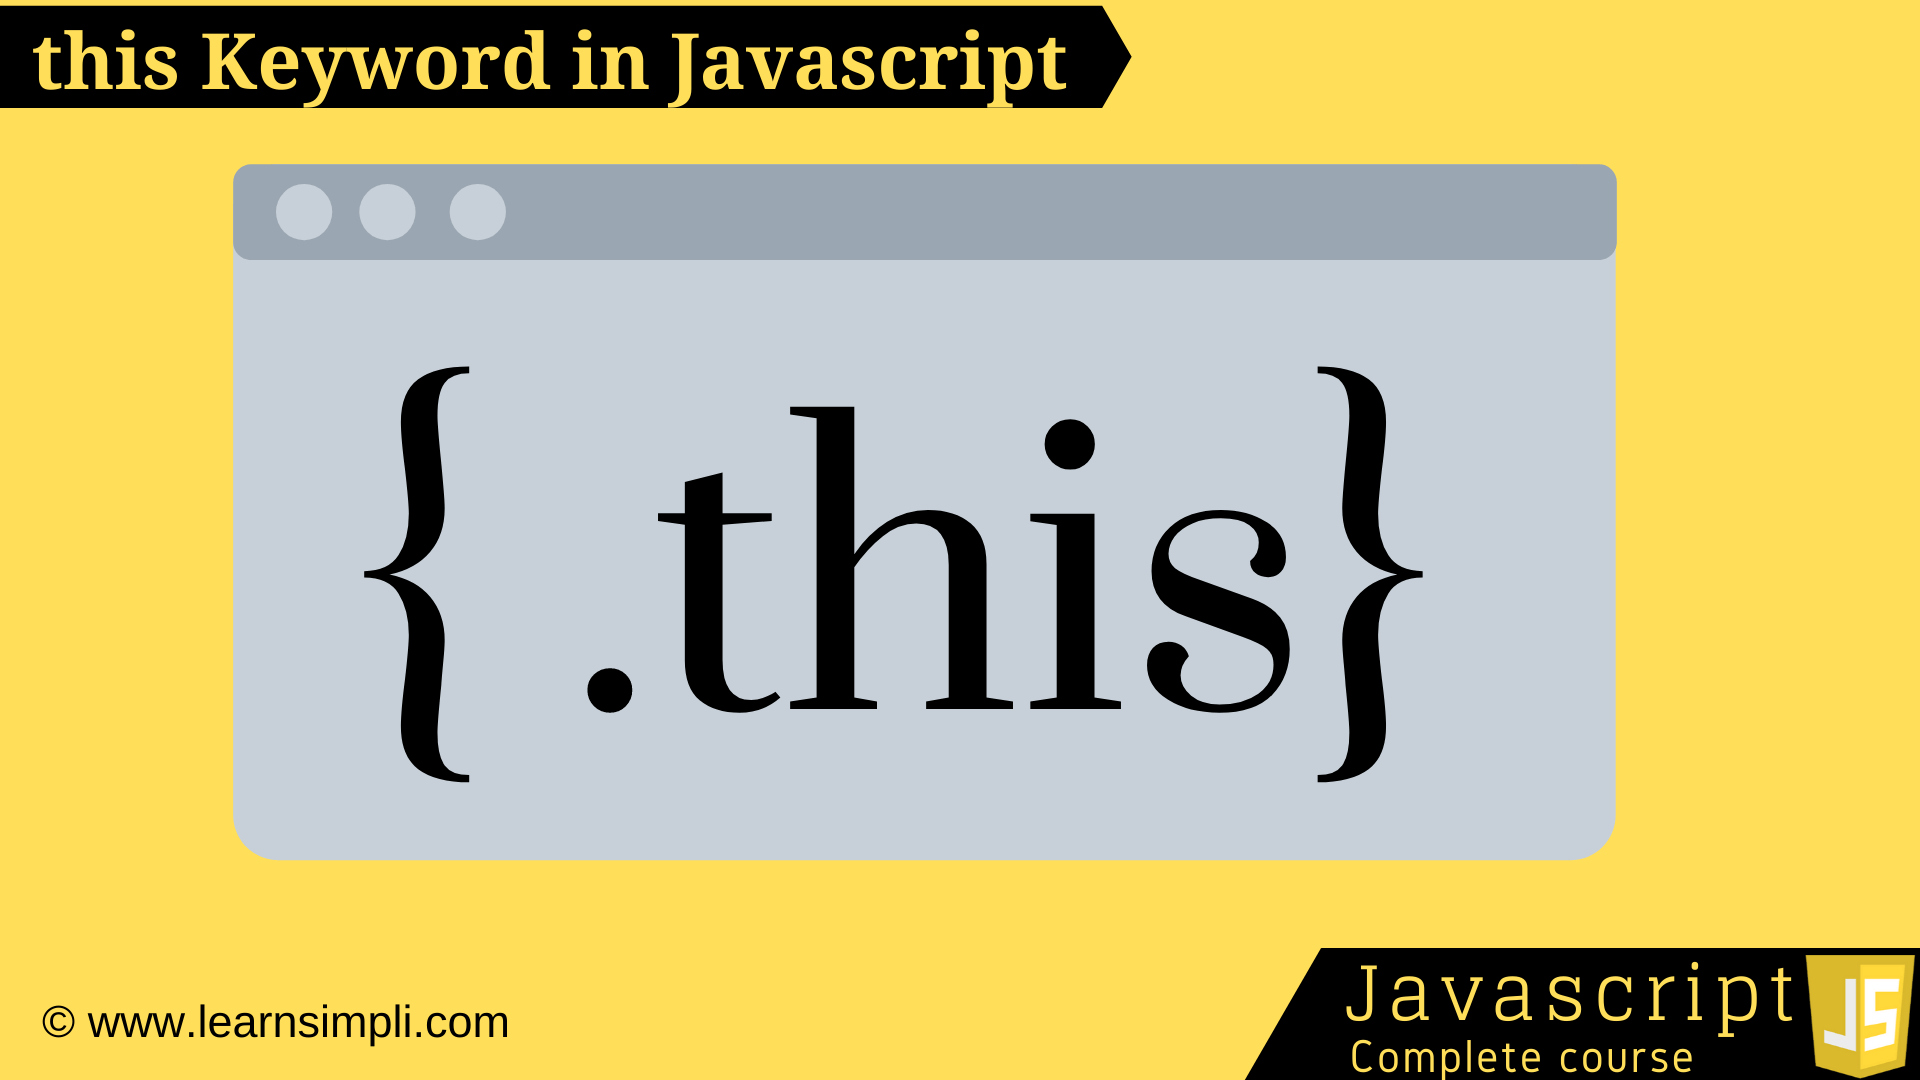 this Keyword in Javascript
{ .this}
© www.learnsimpli.com
Javascript
JS
Complete course